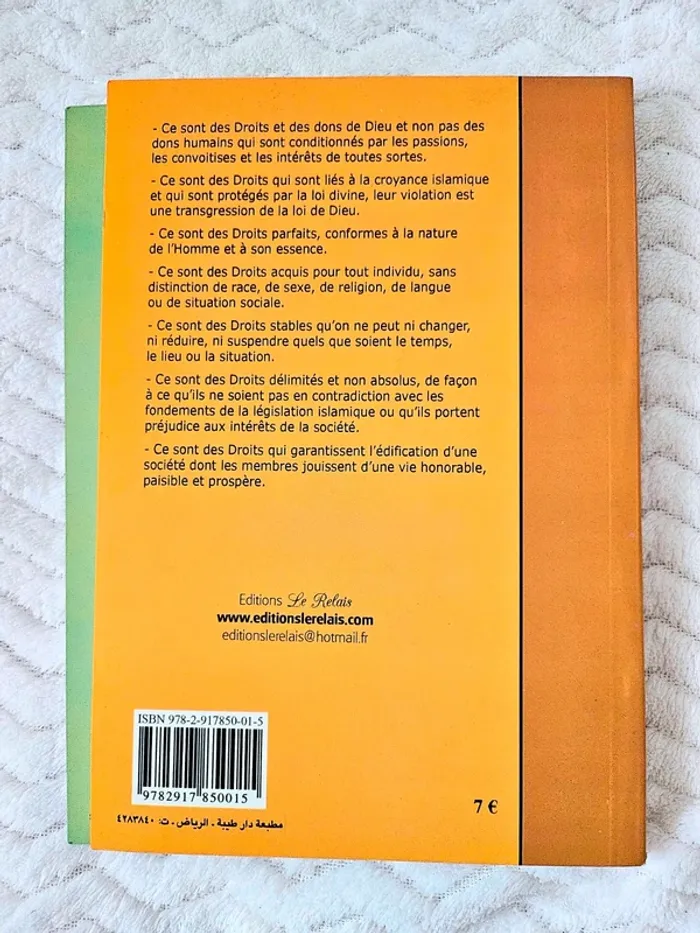 - Ce sont des Droits et des dons de Dieu et non pas des
dons humains qui sont conditionnés par les passions,
les convoitises et les intérêts de toutes sortes.
- Ce sont des Droits qui sont liés à la croyance islamique
et qui sont protégés par la loi divine, leur violation est
une transgression de la loi de Dieu.
- Ce sont des Droits parfaits, conformes à la nature
de l'Homme et à son essence.
- Ce sont des Droits acquis pour tout individu, sans
distinction de race, de sexe, de religion, de langue
ou de situation sociale.
- Ce sont des Droits stables qu'on ne peut ni changer,
ni réduire, ni suspendre quels que soient le temps,
le lieu ou la situation.
- Ce sont des Droits délimités et non absolus, de façon
à ce qu'ils ne soient pas en contradiction avec les
fondements de la législation islamique ou qu'ils portent
préjudice aux intérêts de la société.
- Ce sont des Droits qui garantissent l'édification d'une
société dont les membres jouissent d'une vie honorable,
paisible et prospère.
Editions Le Relais
www.editionslerelais.com
editionslerelais@hotmail.fr
ISBN 978-2-917850-01-5
9782917850015
7 €
مطبعة دار طيبة - الرياض - ت: ٤٢٨٣٨٤٠